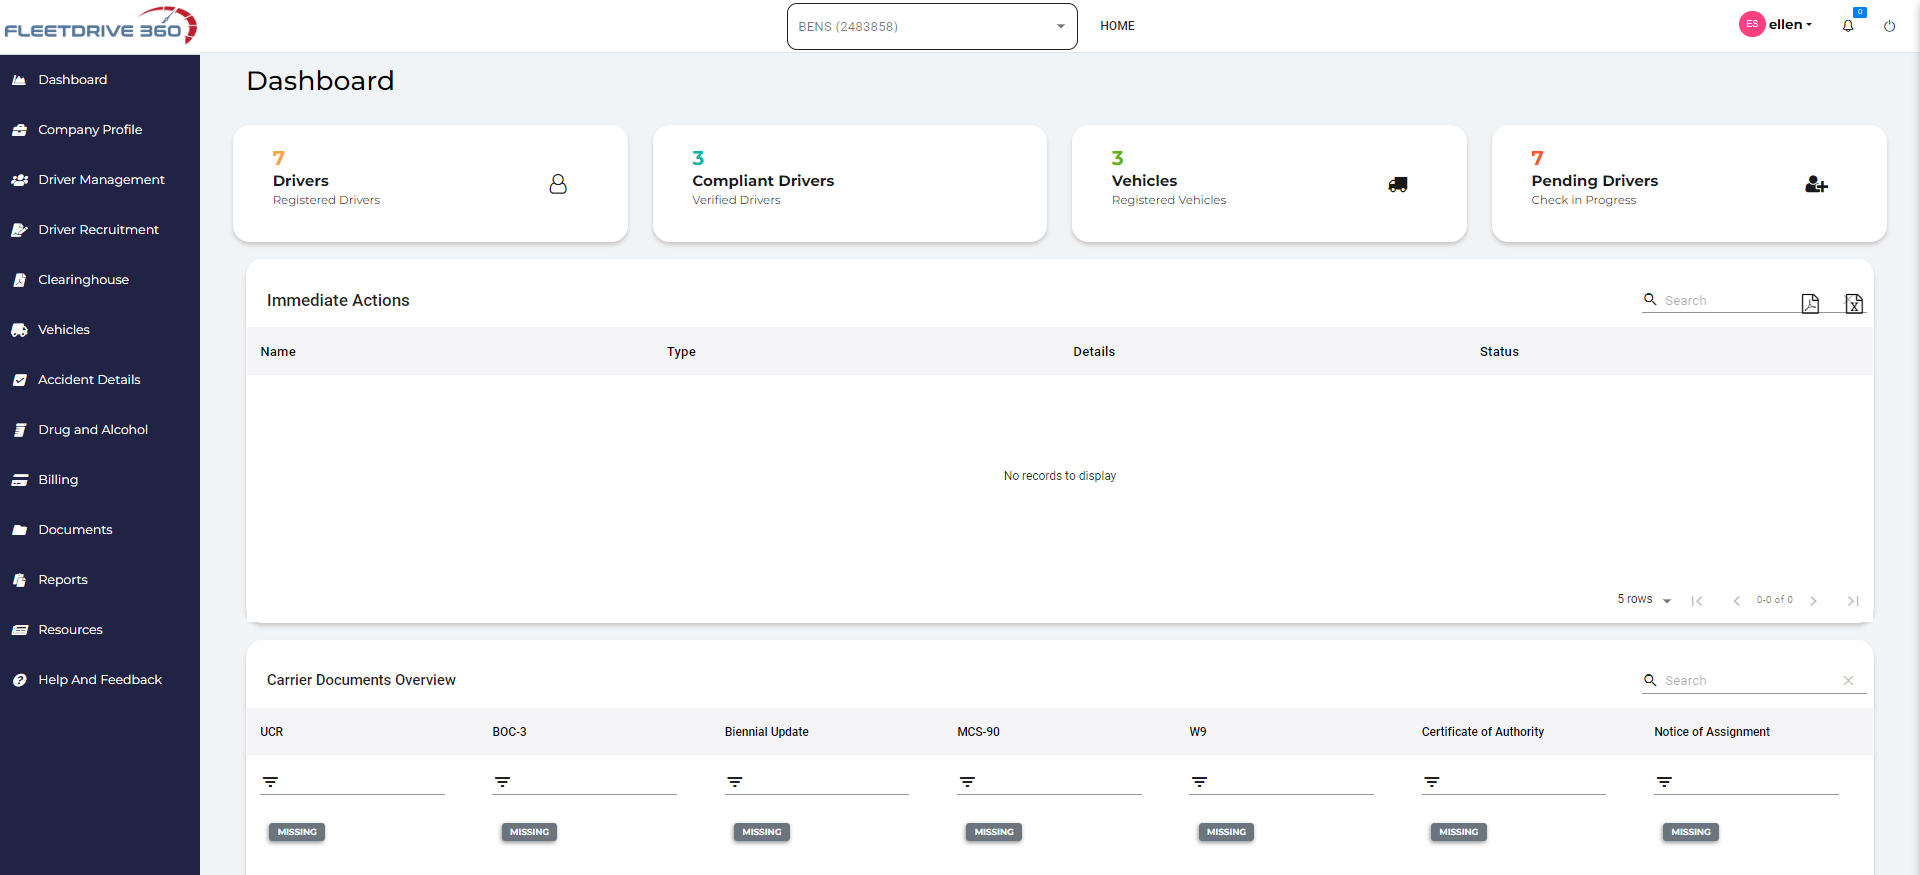 FLEETDRIVE 360
BENS (2483858)
HOME
ES
ellen
0
Dashboard
Company Profile
Driver Management
Driver Recruitment
Clearinghouse
Vehicles
Accident Details
Drug and Alcohol
Billing
Documents
Reports
Resources
Help And Feedback
Dashboard
7
Drivers
Registered Drivers
3
Compliant Drivers
Verified Drivers
3
Vehicles
Registered Vehicles
7
Pending Drivers
Check in Progress
Immediate Actions
Search
Name Type Details Status
No records to display
5 rows 0-0 of 0
Carrier Documents Overview
Search
UCR BOC-3 Biennial Update MCS-90 W9 Certificate of Authority Notice of Assignment
MISSING MISSING MISSING MISSING MISSING MISSING MISSING